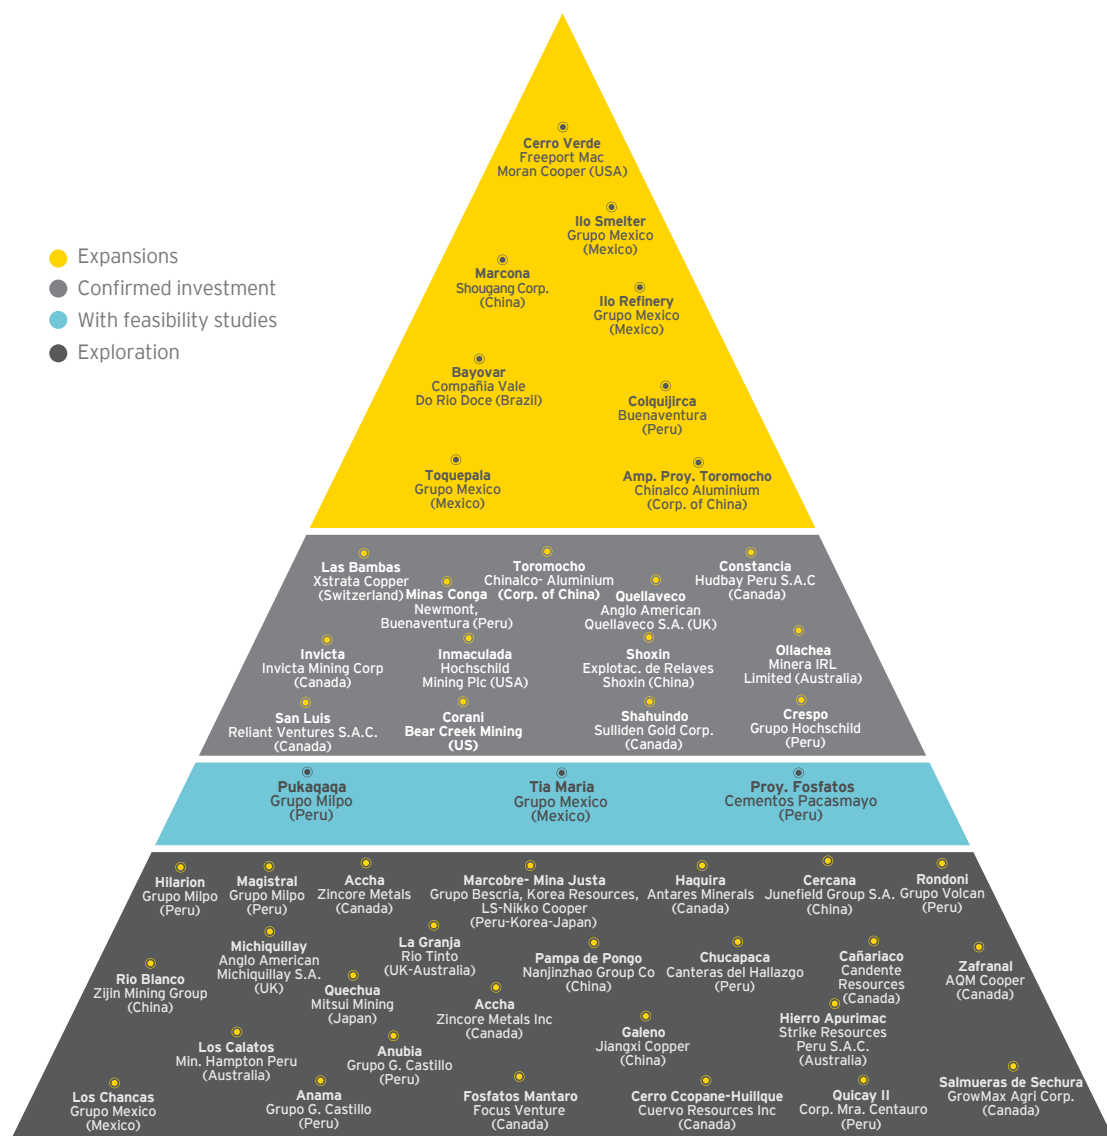 Expansions
Confirmed investment
With feasibility studies
Exploration
Cerro Verde
Freeport Mac
Moran Cooper (USA)
Ilo Smelter
Grupo Mexico
(Mexico)
Marcona
Shougang Corp.
(China)
Ilo Refinery
Grupo Mexico
(Mexico)
Bayovar
Compañia Vale
Do Rio Doce (Brazil)
Colquijirca
Buenaventura
(Peru)
Toquepala
Grupo Mexico
(Mexico)
Amp. Proy. Toromocho
Chinalco Aluminium
(Corp. of China)
Las Bambas
Xstrata Copper
(Switzerland)
Minas Conga
Newmont,
Buenaventura (Peru)
Toromocho
Chinalco- Aluminium
(Corp. of China)
Quellaveco
Anglo American
Quellaveco S.A. (UK)
Constancia
Hudbay Peru S.A.C
(Canada)
Invicta
Invicta Mining Corp
(Canada)
Inmaculada
Hochschild
Mining Plc (USA)
Shoxin
Explotac. de Relaves
Shoxin (China)
Ollachea
Minera IRL
Limited (Australia)
San Luis
Reliant Ventures S.A.C.
(Canada)
Corani
Bear Creek Mining
(US)
Shahuindo
Sulliden Gold Corp.
(Canada)
Crespo
Grupo Hochschild
(Peru)
Pukaqaqa
Grupo Milpo
(Peru)
Tia Maria
Grupo Mexico
(Mexico)
Proy. Fosfatos
Cementos Pacasmayo
(Peru)
Hilarion
Grupo Milpo
(Peru)
Magistral
Grupo Milpo
(Peru)
Accha
Zincore Metals
(Canada)
Marcobre- Mina Justa
Grupo Bescria, Korea Resources,
LS-Nikko Cooper
(Peru-Korea-Japan)
Haquira
Antares Minerals
(Canada)
Cercana
Junefield Group S.A.
(China)
Rondoni
Grupo Volcan
(Peru)
Rio Blanco
Zijin Mining Group
(China)
Michiquillay
Anglo American
Michiquillay S.A.
(UK)
Quechua
Mitsui Mining
(Japan)
La Granja
Rio Tinto
(UK-Australia)
Accha
Zincore Metals Inc
(Canada)
Pampa de Pongo
Nanjinzhao Group Co
(China)
Chucapaca
Canteras del Hallazgo
(Peru)
Cañariaco
Candente
Resources
(Canada)
Zafranal
AQM Cooper
(Canada)
Los Calatos
Min. Hampton Peru
(Australia)
Anubia
Grupo G. Castillo
(Peru)
Galeno
Jiangxi Copper
(China)
Hierro Apurimac
Strike Resources
Peru S.A.C.
(Australia)
Los Chancas
Grupo Mexico
(Mexico)
Anama
Grupo G. Castillo
(Peru)
Fosfatos Mantaro
Focus Venture
(Canada)
Cerro Ccopane-Huillque
Cuervo Resources Inc
(Canada)
Quicay II
Corp. Mra. Centauro
(Peru)
Salmueras de Sechura
GrowMax Agri Corp.
(Canada)